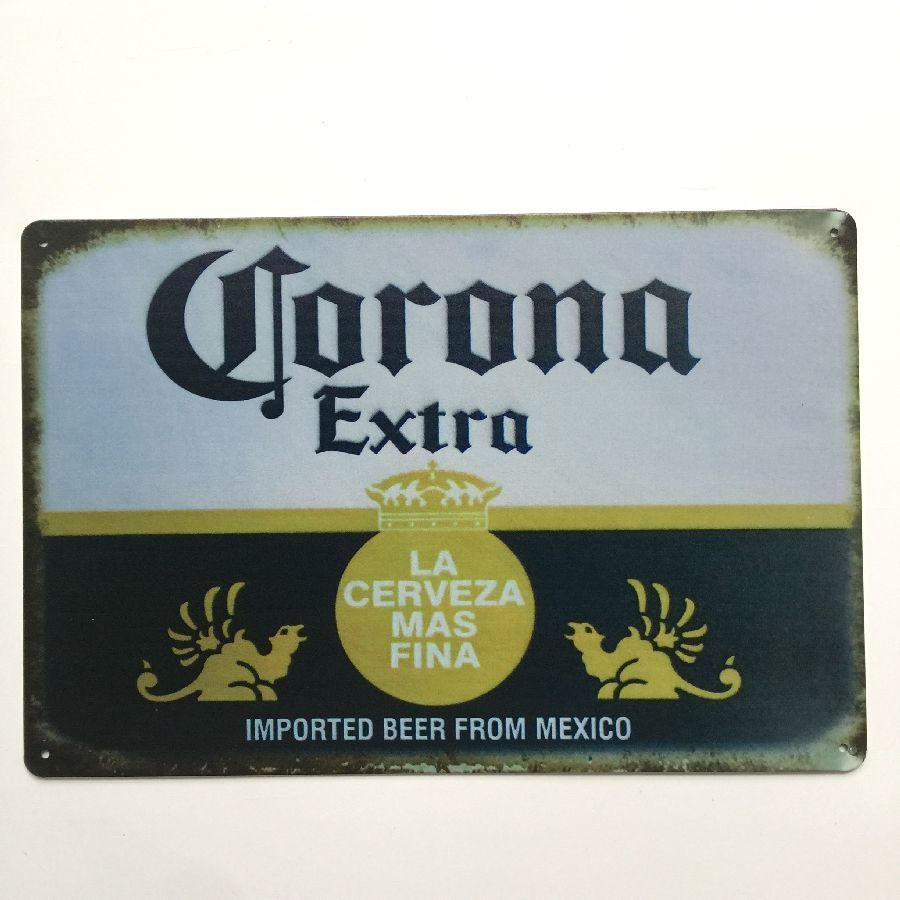 Corona
Extra
LA
CERVEZA
MAS
FINA
IMPORTED BEER FROM MEXICO